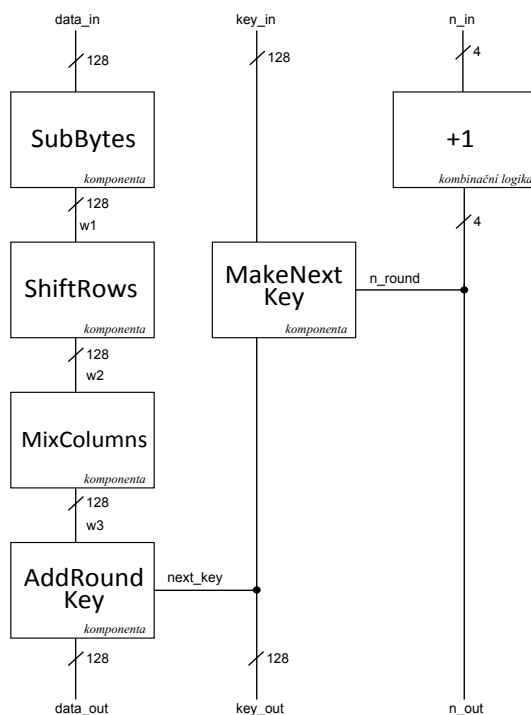 data_in
key_in
n_in
128
128
4
SubBytes
komponenta
+1
kombinační logika
128
w1
4
ShiftRows
komponenta
MakeNext
Key
komponenta
n_round
128
w2
MixColumns
komponenta
128
w3
AddRound
Key
komponenta
next_key
128
128
data_out
key_out
n_out